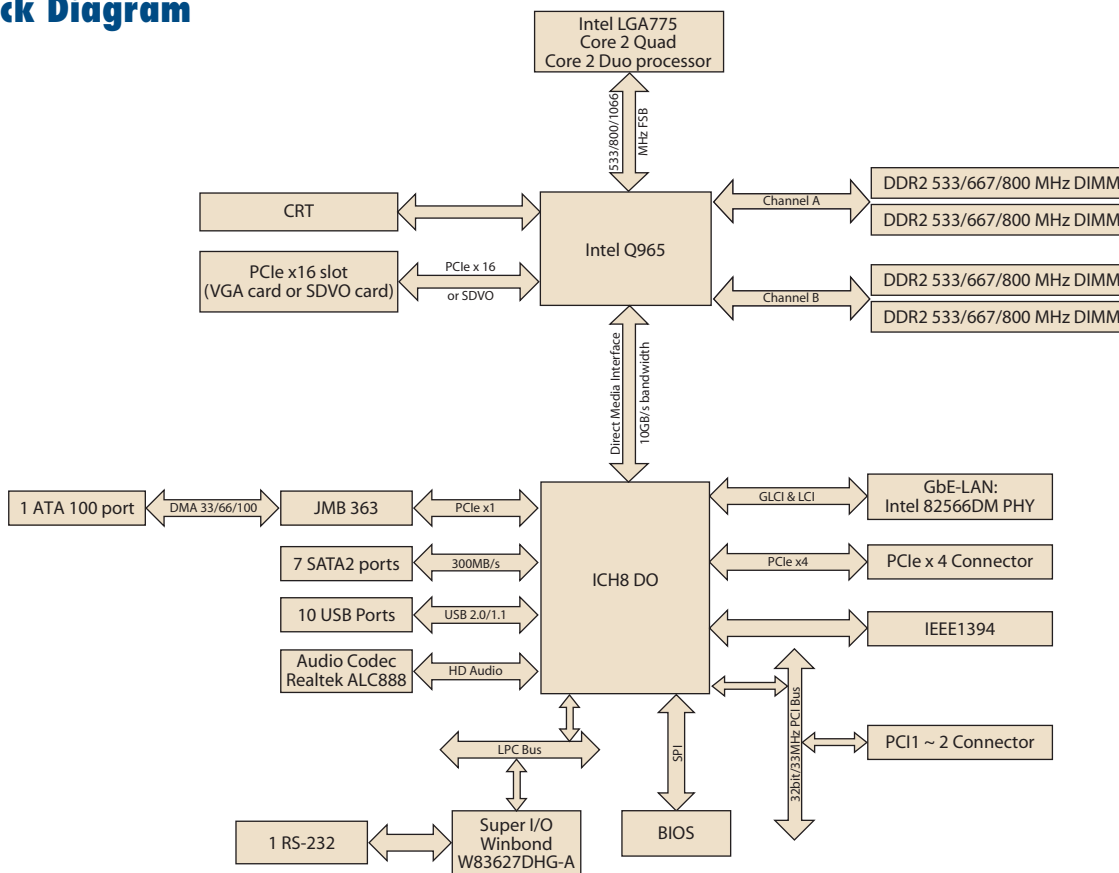 ck Diagram
Intel LGA775
Core 2 Quad
Core 2 Duo processor
533/800/1066
MHz FSB
CRT
PCIe x16 slot
(VGA card or SDVO card)
PCIe x 16
or SDVO
Intel Q965
Channel A
DDR2 533/667/800 MHz DIMM
DDR2 533/667/800 MHz DIMM
Channel B
DDR2 533/667/800 MHz DIMM
DDR2 533/667/800 MHz DIMM
Direct Media Interface
10GB/s bandwidth
1 ATA 100 port
DMA 33/66/100
JMB 363
PCIe x1
7 SATA2 ports
300MB/s
10 USB Ports
USB 2.0/1.1
Audio Codec
Realtek ALC888
HD Audio
ICH8 DO
GLCI & LCI
GbE-LAN:
Intel 82566DM PHY
PCIe x4
PCIe x 4 Connector
IEEE1394
32bit/33MHz PCI Bus
PCI1 ~ 2 Connector
LPC Bus
SPI
1 RS-232
Super I/O
Winbond
W83627DHG-A
BIOS